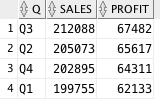 Q SALES PROFIT
1 Q3 212088 67482
2 Q2 205073 65617
3 Q4 202895 64311
4 Q1 199755 62133